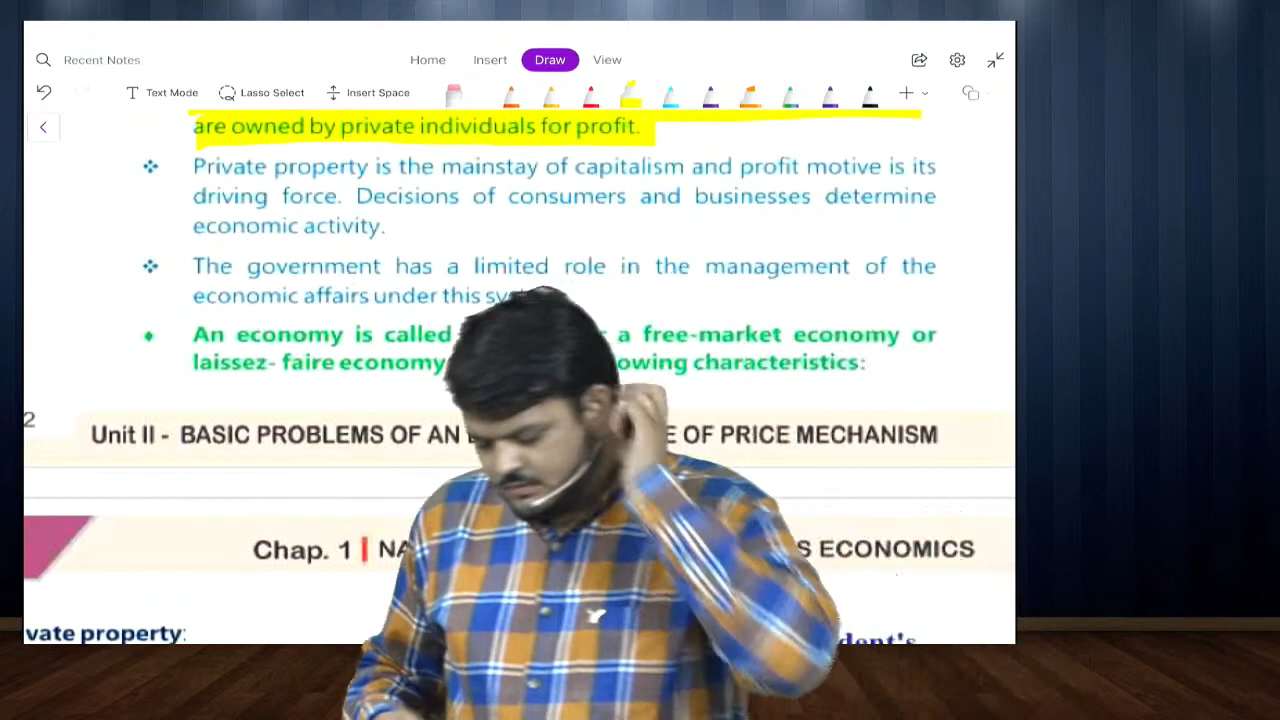 Recent Notes
Home Insert Draw View
Text Mode Lasso Select Insert Space
are owned by private individuals for profit.
❖ Private property is the mainstay of capitalism and profit motive is its
driving force. Decisions of consumers and businesses determine
economic activity.
❖ The government has a limited role in the management of the
economic affairs under this
♦ An economy is called a free-market economy or
laissez- faire economy characteristics:
2
Unit II - BASIC PROBLEMS OF AN OF PRICE MECHANISM
Chap. 1 ECONOMICS
property: